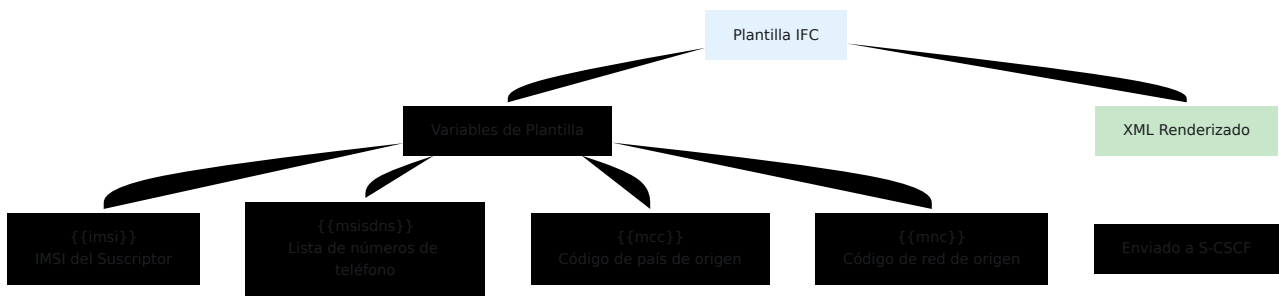 Plantilla IFC
Variables de Plantilla
XML Renderizado
{{imsi}}
IMSI del Suscriptor
{{msisdns}}
Lista de números de
teléfono
{{mcc}}
Código de país de origen
{{mnc}}
Código de red de origen
Enviado a S-CSCF